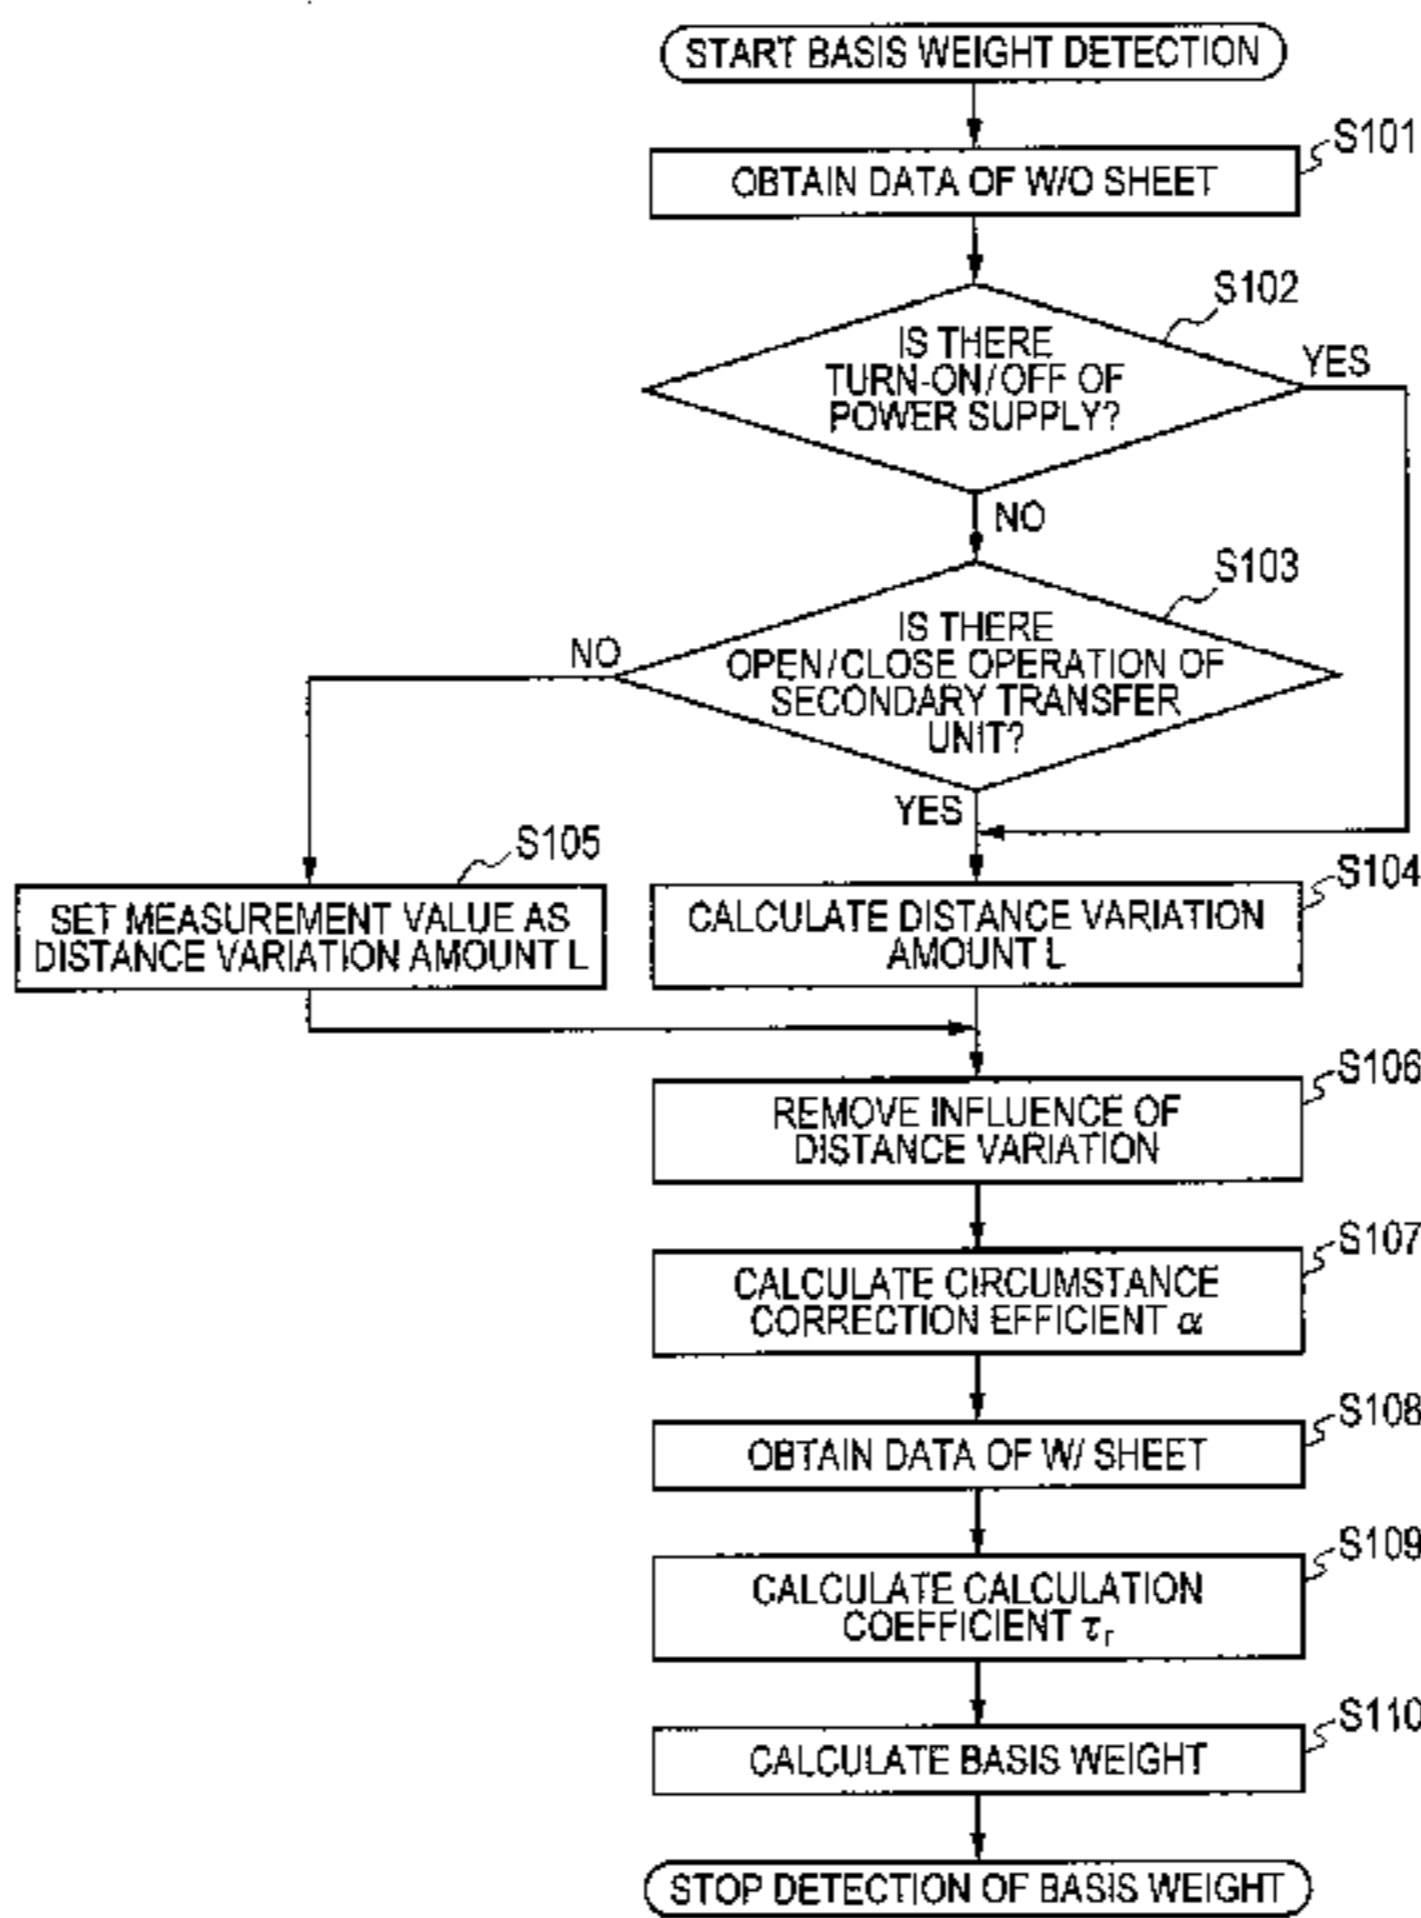 START BASIS WEIGHT DETECTION
S101
OBTAIN DATA OF W/O SHEET
S102
IS THERE
TURN-ON/OFF OF
POWER SUPPLY?
YES
NO
S103
IS THERE
OPEN/CLOSE OPERATION OF
SECONDARY TRANSFER
UNIT?
NO
YES
S105
SET MEASUREMENT VALUE AS
DISTANCE VARIATION AMOUNT L
S104
CALCULATE DISTANCE VARIATION
AMOUNT L
S106
REMOVE INFLUENCE OF
DISTANCE VARIATION
S107
CALCULATE CIRCUMSTANCE
CORRECTION EFFICIENT α
S108
OBTAIN DATA OF W/ SHEET
S109
CALCULATE CALCULATION
COEFFICIENT τr
S110
CALCULATE BASIS WEIGHT
STOP DETECTION OF BASIS WEIGHT